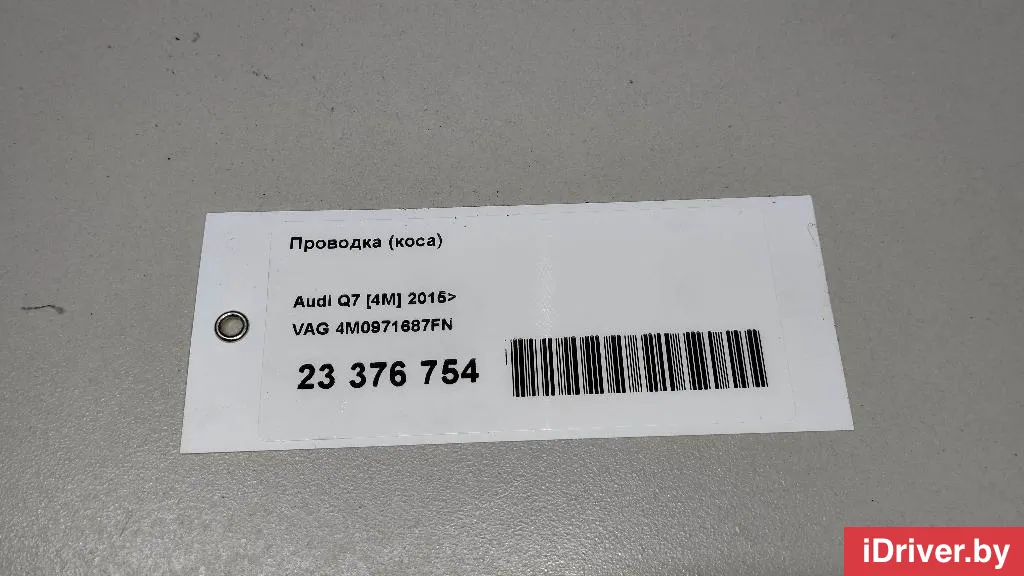 Проводка (коса)
Audi Q7 [4M] 2015>
VAG 4M0971687FN
23 376 754
iDriver.by